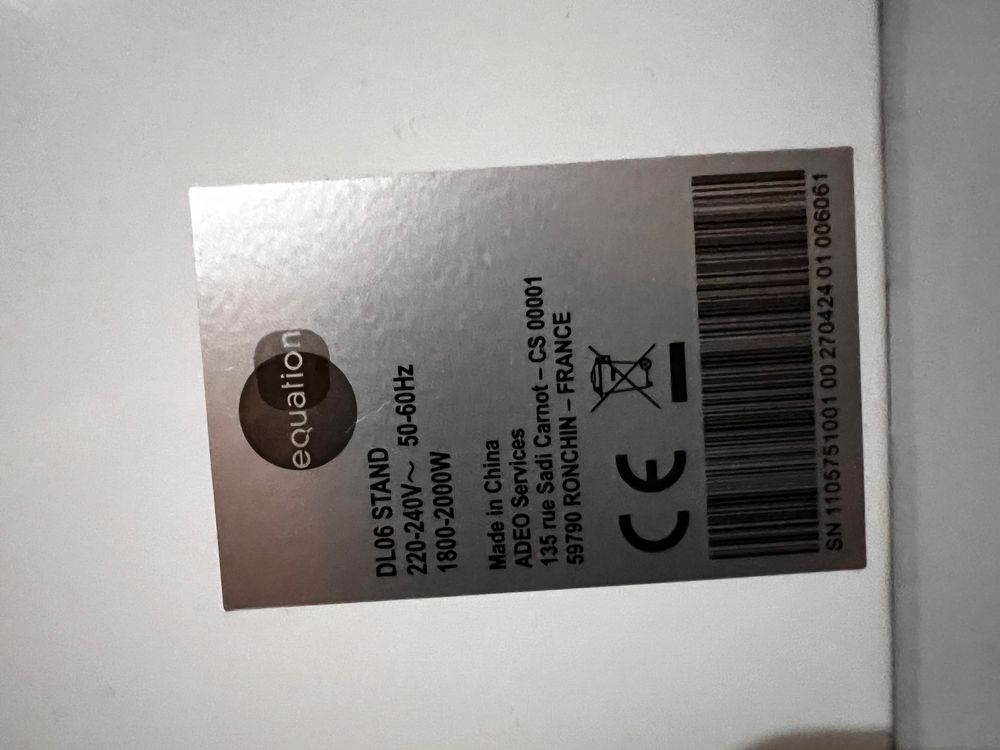 equation
DL06 STAND
220-240V~ 50-60Hz
1800-2000W
Made in China
ADEO Services
135 rue Sadi Carnot – CS 00001
59790 RONCHIN – FRANCE
CE
SN 1105751001 00 270424 01 006061